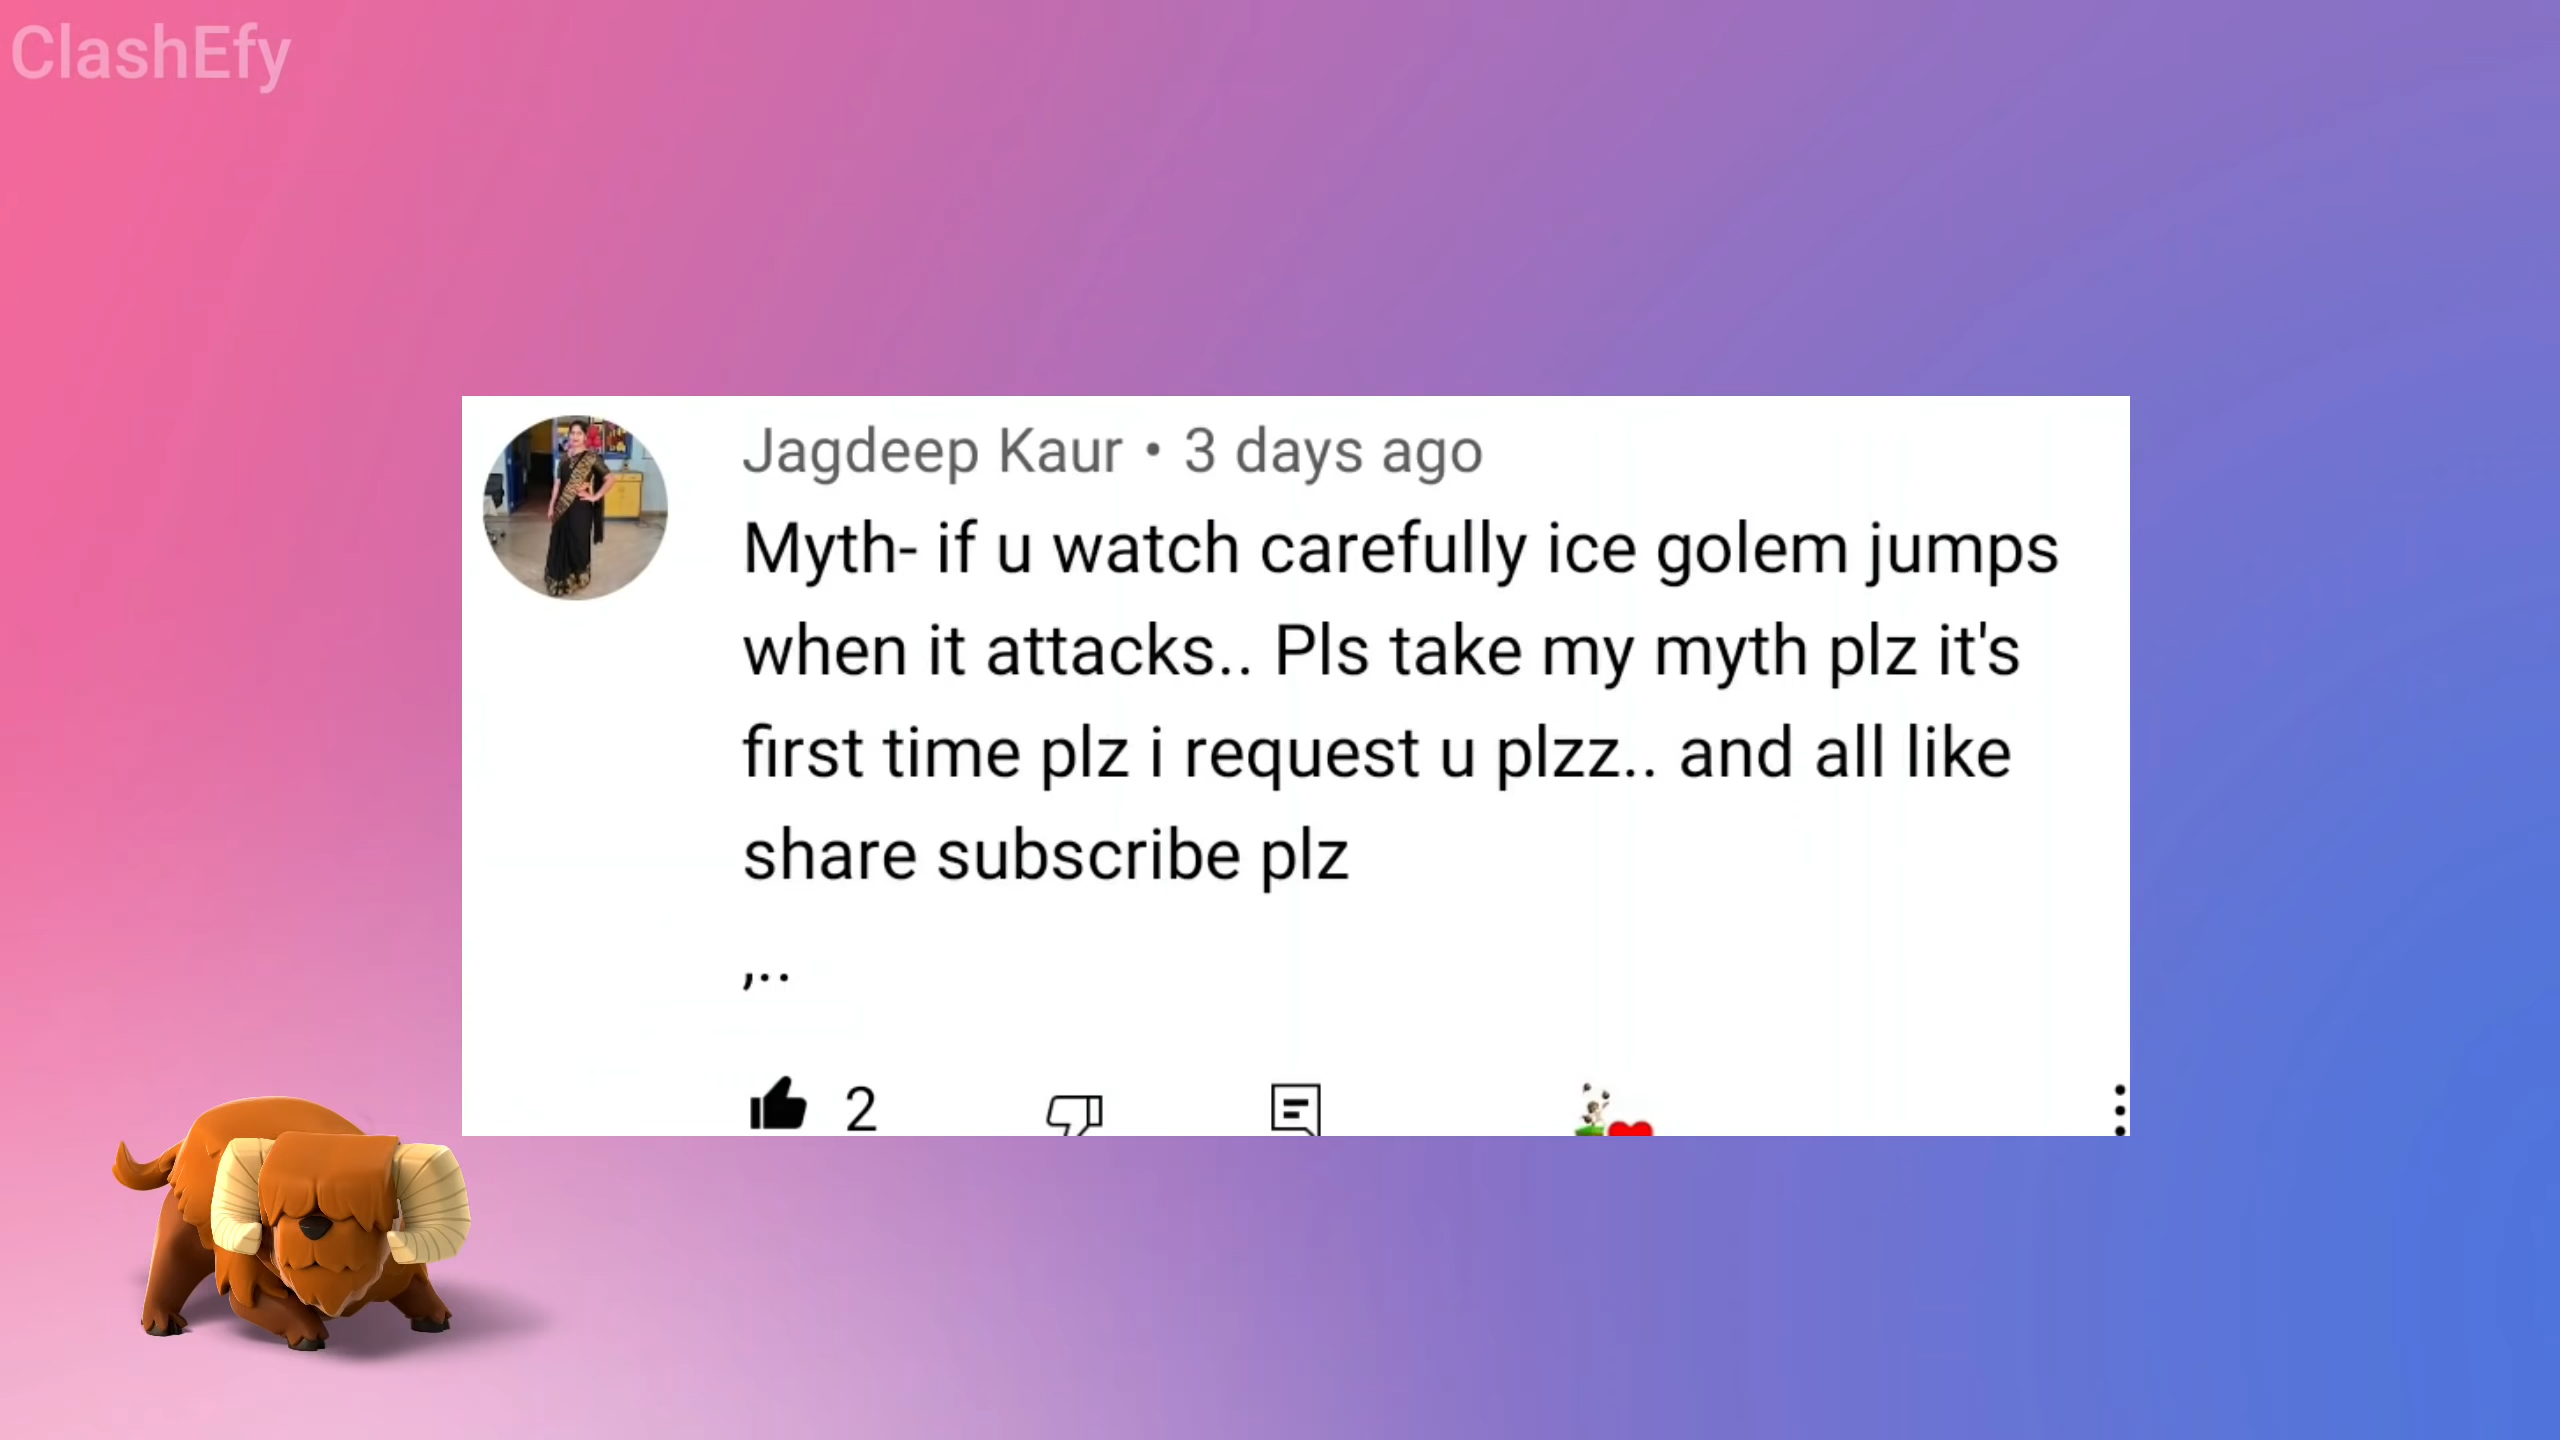 ClashEfy
Jagdeep Kaur • 3 days ago
Myth- if u watch carefully ice golem jumps
when it attacks.. Pls take my myth plz it's
first time plz i request u plzz.. and all like
share subscribe plz
,..
2